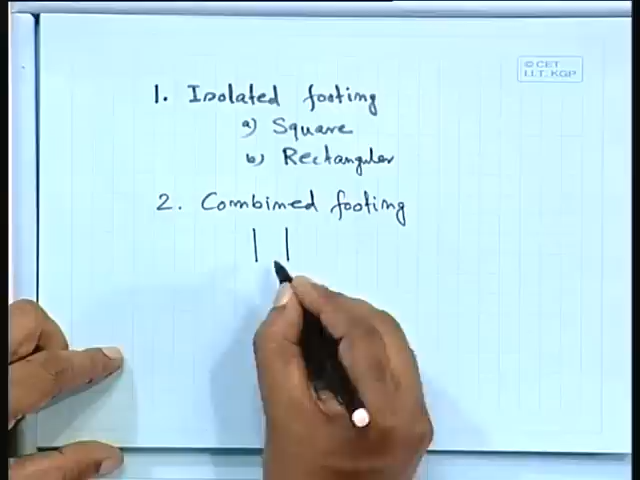 © CET
I.I.T. KGP
1. Isolated footing
a) Square
b) Rectangular
2. Combined footing